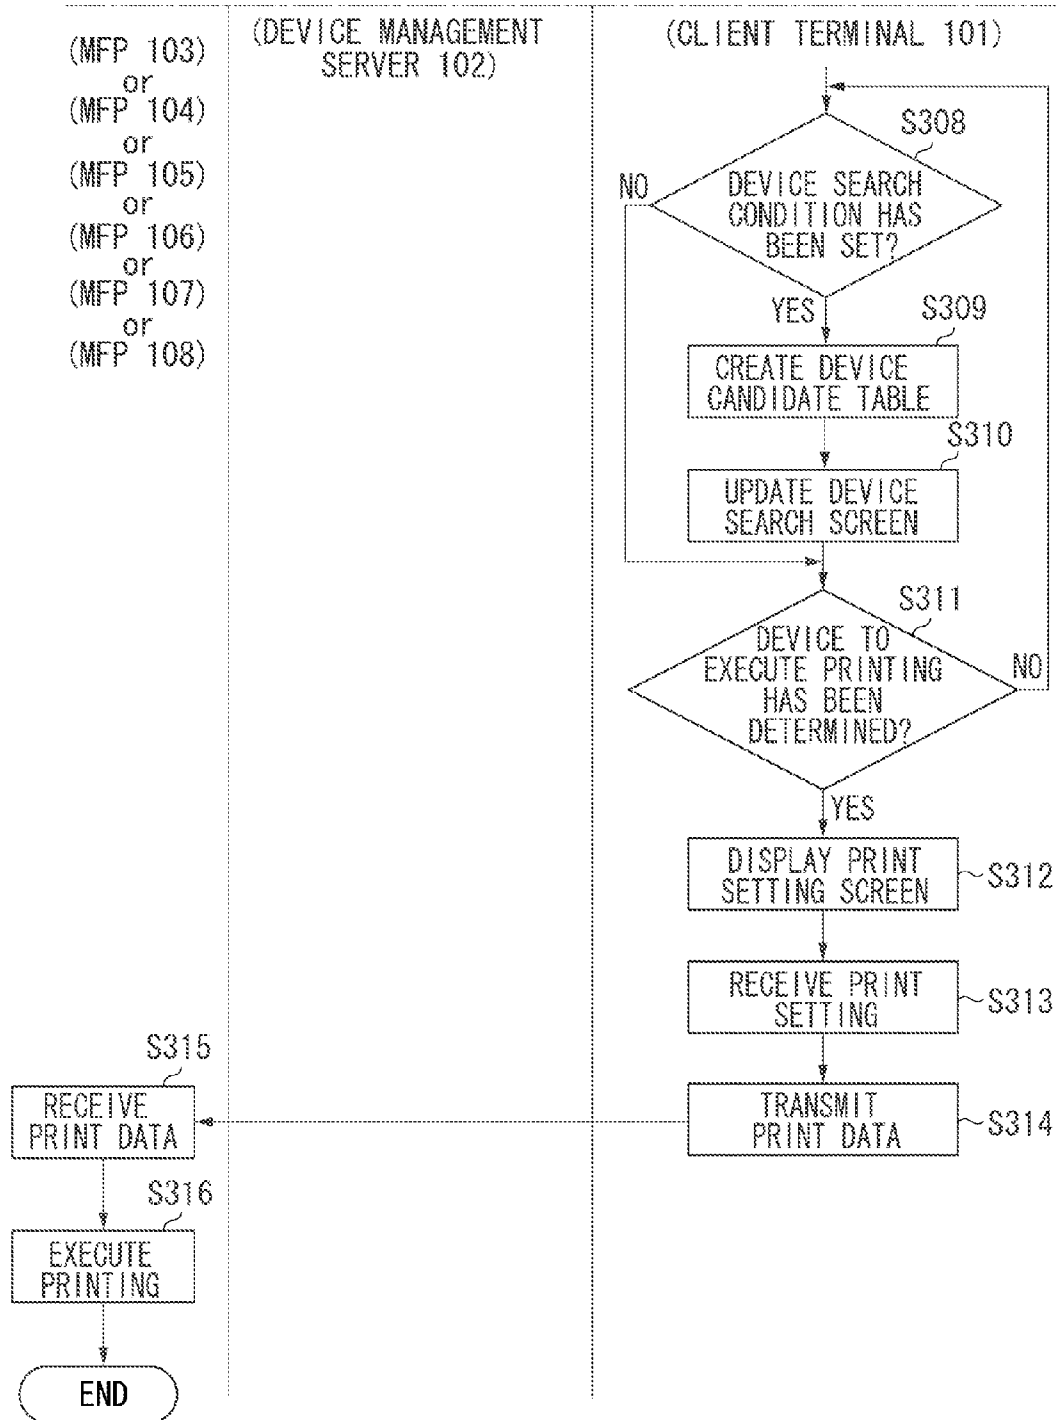 (MFP 103)
or
(MFP 104)
or
(MFP 105)
or
(MFP 106)
or
(MFP 107)
or
(MFP 108)
(DEVICE MANAGEMENT
SERVER 102)
(CLIENT TERMINAL 101)
S308
NO
DEVICE SEARCH
CONDITION HAS
BEEN SET?
YES
S309
CREATE DEVICE
CANDIDATE TABLE
S310
UPDATE DEVICE
SEARCH SCREEN
S311
DEVICE TO
EXECUTE PRINTING
HAS BEEN
DETERMINED?
NO
YES
DISPLAY PRINT
SETTING SCREEN
S312
RECEIVE PRINT
SETTING
S313
TRANSMIT
PRINT DATA
S314
S315
RECEIVE
PRINT DATA
S316
EXECUTE
PRINTING
END